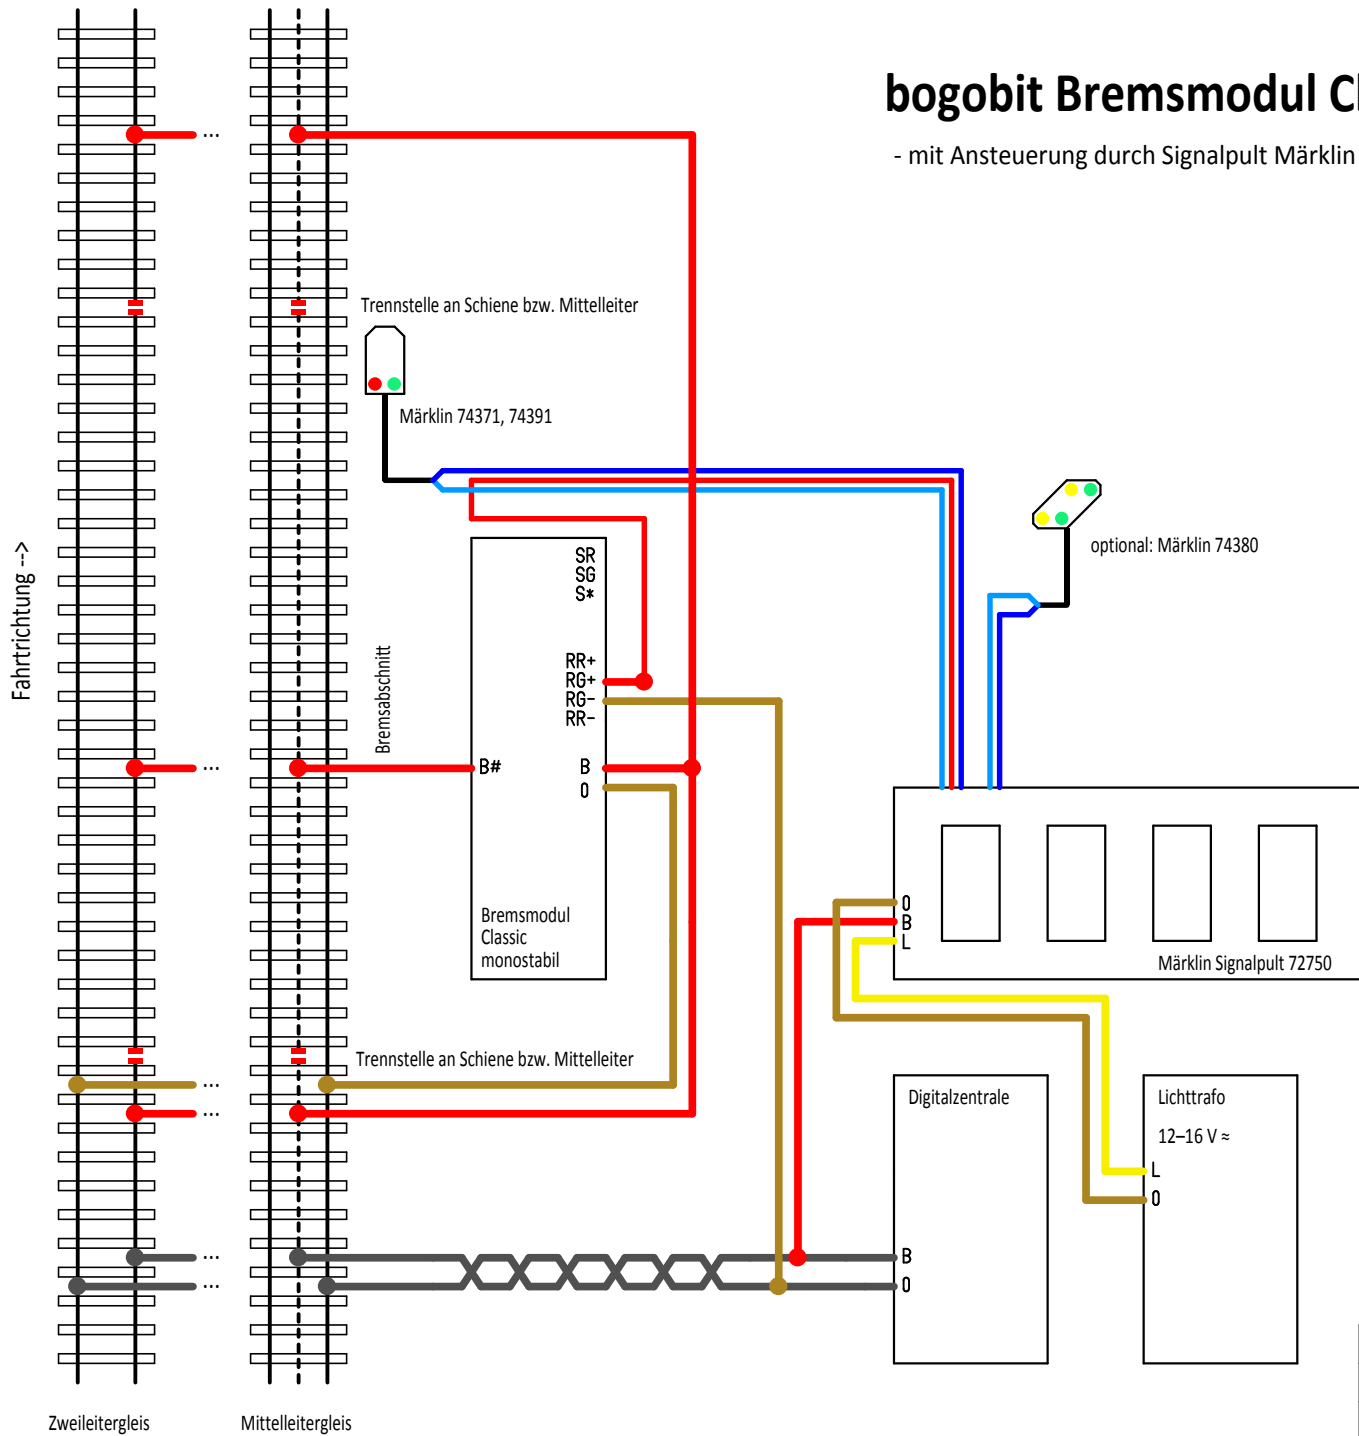 bogobit Bremsmodul
- mit Ansteuerung durch Signalpult Märklin
...
Trennstelle an Schiene bzw. Mittelleiter
Märklin 74371, 74391
optional: Märklin 74380
Fahrtrichtung -->
Bremsabschnitt
SR
SG
S*
RR+
RG+
RG-
RR-
...
B#
B
0
Bremsmodul
Classic
monostabil
0
B
L
Märklin Signalpult 72750
Trennstelle an Schiene bzw. Mittelleiter
...
...
Digitalzentrale
Lichttrafo
12–16 V ≈
L
0
...
B
...
0
Zweileitergleis
Mittelleitergleis